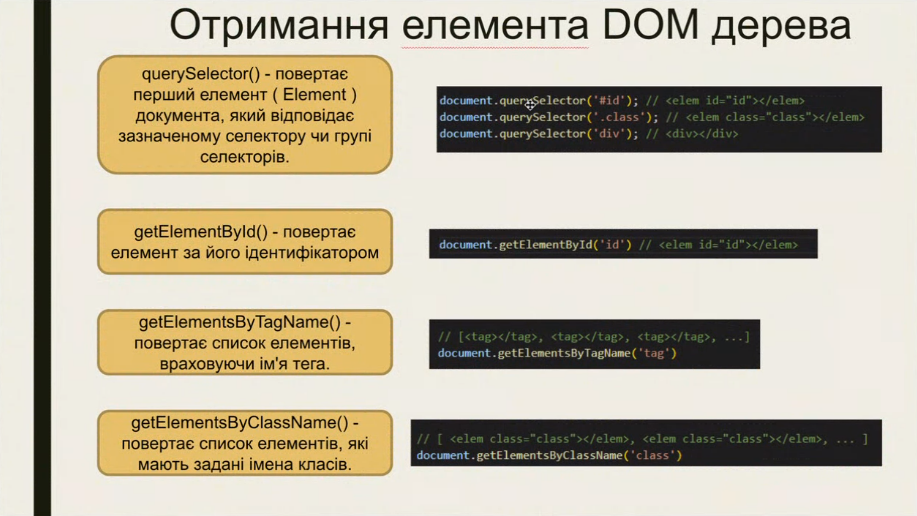 Отримання елемента DOM дерева
querySelector() - повертає
перший елемент ( Element )
документа, який відповідає
зазначеному селектору чи групі
селекторів.
document.querySelector('#id'); // <elem id="id"></elem>
document.querySelector('.class'); // <elem class="class"></elem>
document.querySelector('div'); // <div></div>
getElementById() - повертає
елемент за його ідентифікатором
document.getElementById('id') // <elem id="id"></elem>
getElementsByTagName() -
повертає список елементів,
враховуючи ім'я тега.
// [<tag></tag>, <tag></tag>, <tag></tag>, ...]
document.getElementsByTagName('tag')
getElementsByClassName() -
повертає список елементів, які
мають задані імена класів.
// [ <elem class="class"></elem>, <elem class="class"></elem>, ... ]
document.getElementsByClassName('class')